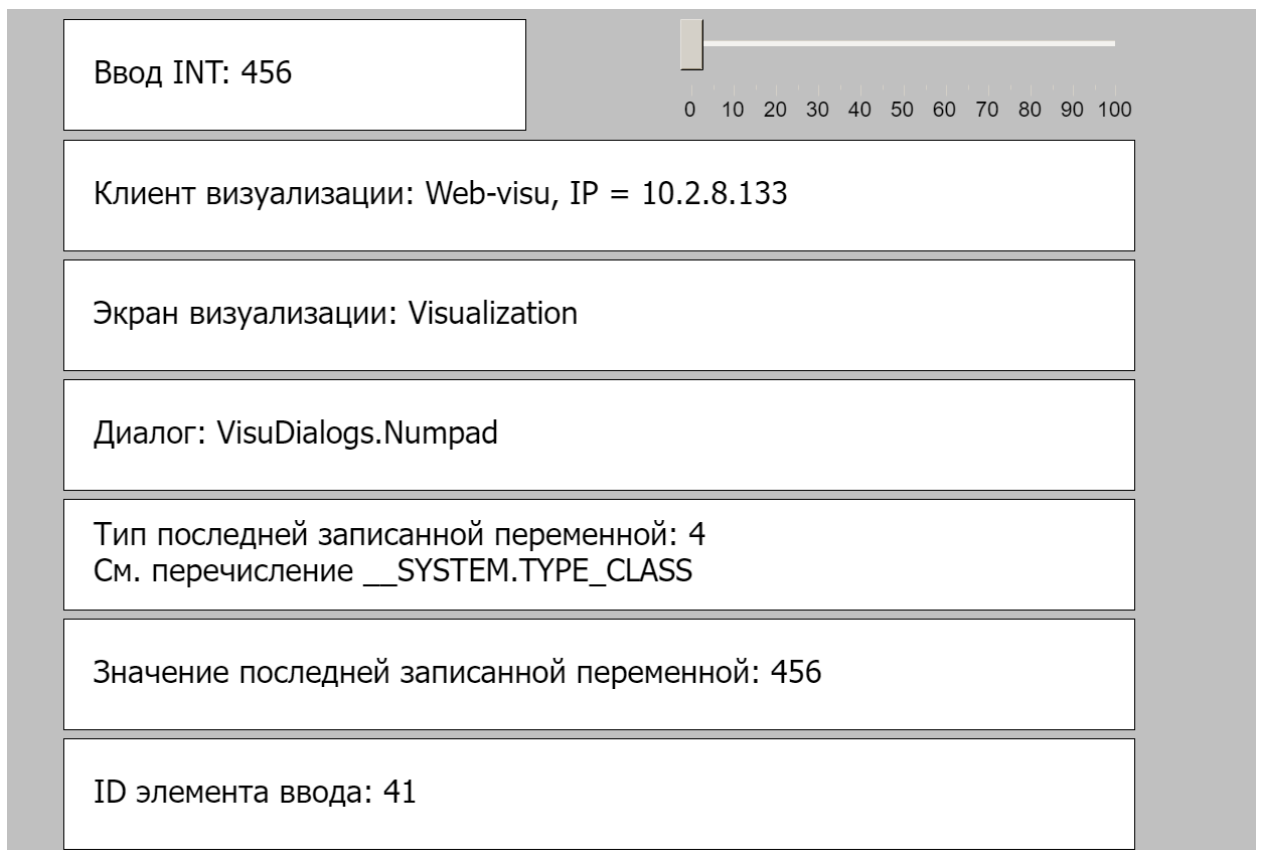 Ввод INT: 456
0 10 20 30 40 50 60 70 80 90 100
Клиент визуализации: Web-visu, IP = 10.2.8.133
Экран визуализации: Visualization
Диалог: VisuDialogs.Numpad
Тип последней записанной переменной: 4
См. перечисление __SYSTEM.TYPE_CLASS
Значение последней записанной переменной: 456
ID элемента ввода: 41